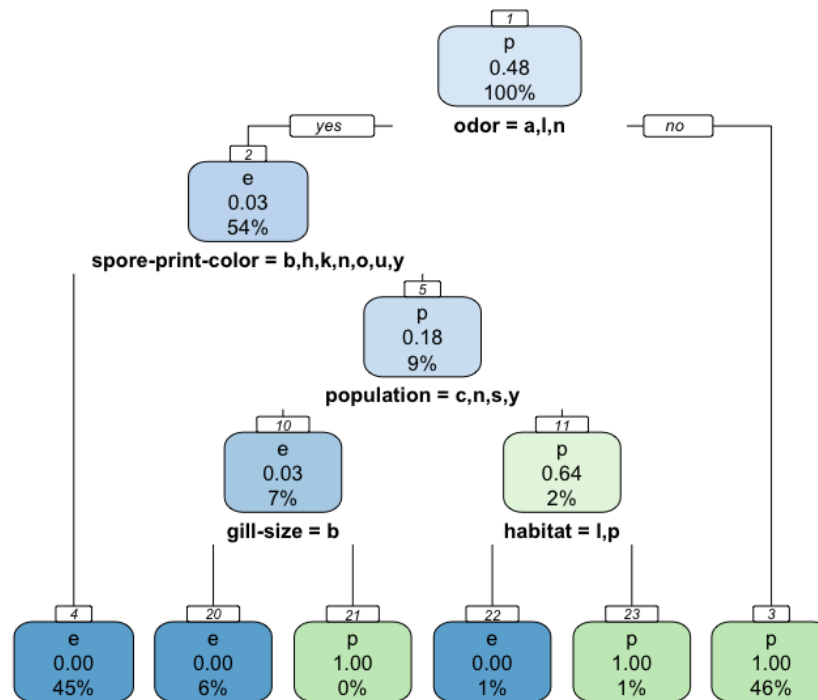 1
p
0.48
100%
yes
odor = a,l,n
no
2
e
0.03
54%
spore-print-color = b,h,k,n,o,u,y
5
p
0.18
9%
population = c,n,s,y
10
e
0.03
7%
gill-size = b
11
p
0.64
2%
habitat = l,p
4
e
0.00
45%
20
e
0.00
6%
21
p
1.00
0%
22
e
0.00
1%
23
p
1.00
1%
3
p
1.00
46%